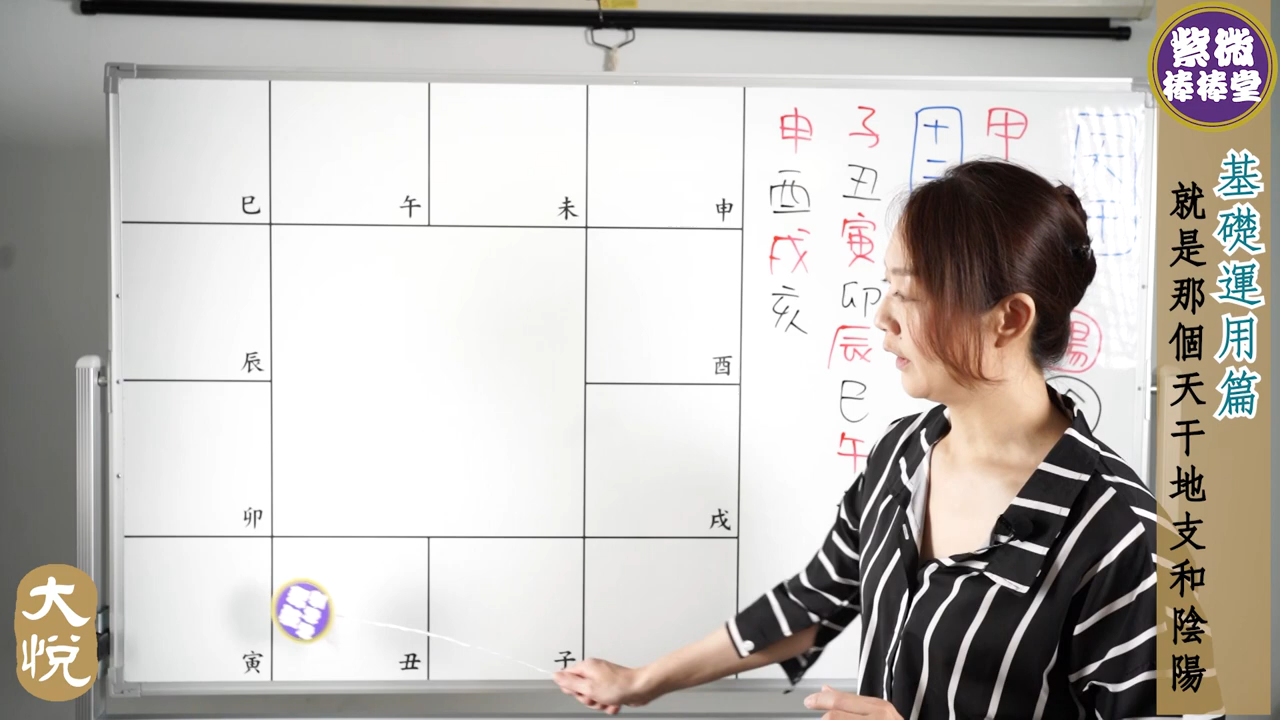 紫微
棒棒堂
基礎運用篇
就是那個天干地支和陰陽
大悅
甲
十二
子
丑
寅
卯
辰
巳
午
申
酉
戌
亥
巳
午
未
申
辰
酉
卯
戌
寅
丑
子